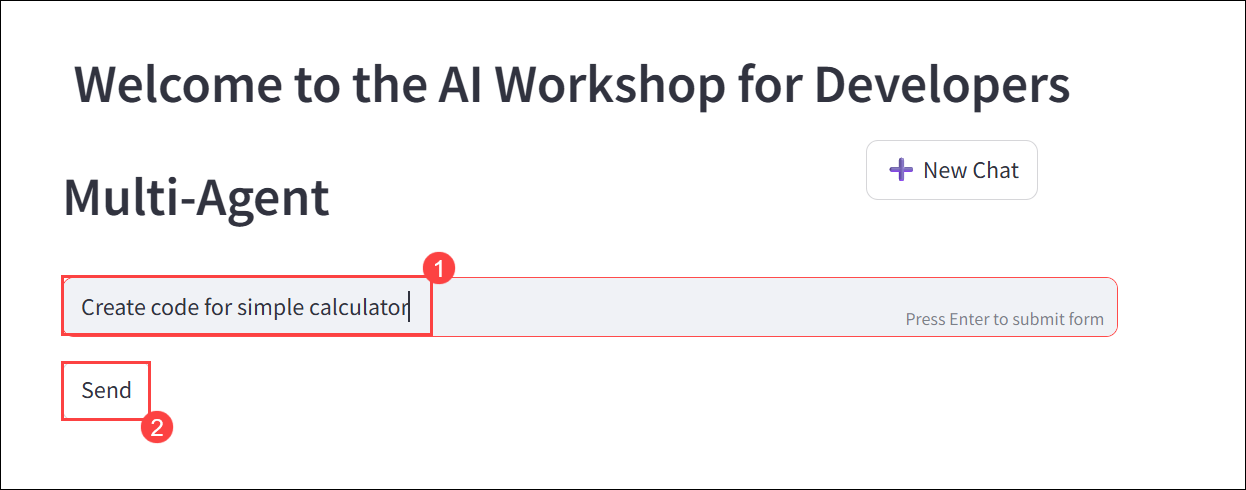 Welcome to the AI Workshop for Developers
➕ New Chat
Multi-Agent
1
Create code for simple calculator
Press Enter to submit form
Send
2